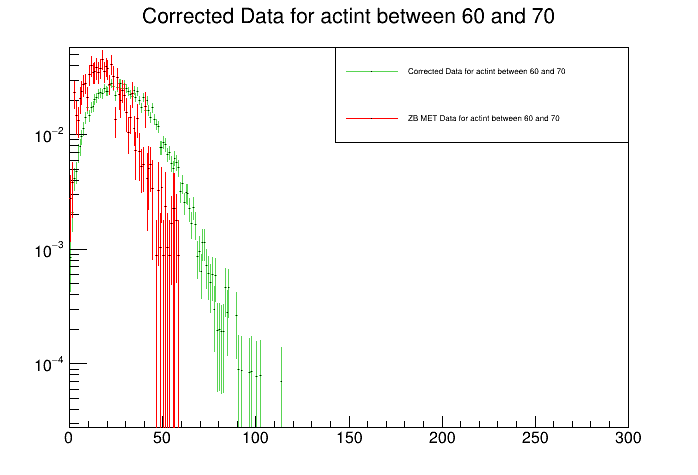 Corrected Data for actint between 60 and 70
Corrected Data for actint between 60 and 70
ZB MET Data for actint between 60 and 70
10⁻²
10⁻³
10⁻⁴
0 50 100 150 200 250 300